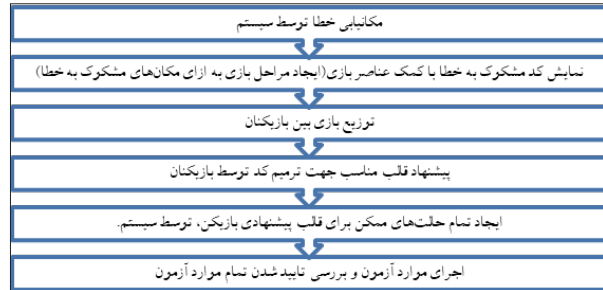 مکانیابی خطا توسط سیستم
نمایش کد مشکوک به خطا با کمک عناصر بازی(ایجاد مراحل بازی به ازای مکان‌های مشکوک به خطا)
توزیع بازی بین بازیکنان
پیشنهاد قالب مناسب جهت ترمیم کد توسط بازیکنان
ایجاد تمام حالت‌های ممکن برای قالب پیشنهادی بازیکن، توسط سیستم.
اجرای موارد آزمون و بررسی تایید شدن تمام موارد آزمون